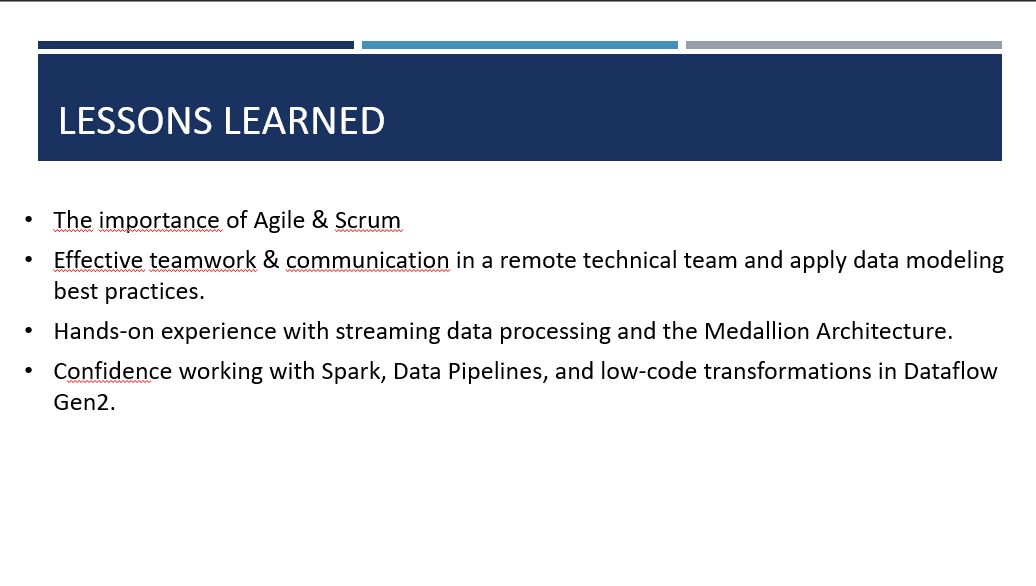 LESSONS LEARNED
• The importance of Agile & Scrum
• Effective teamwork & communication in a remote technical team and apply data modeling
best practices.
• Hands-on experience with streaming data processing and the Medallion Architecture.
• Confidence working with Spark, Data Pipelines, and low-code transformations in Dataflow
Gen2.